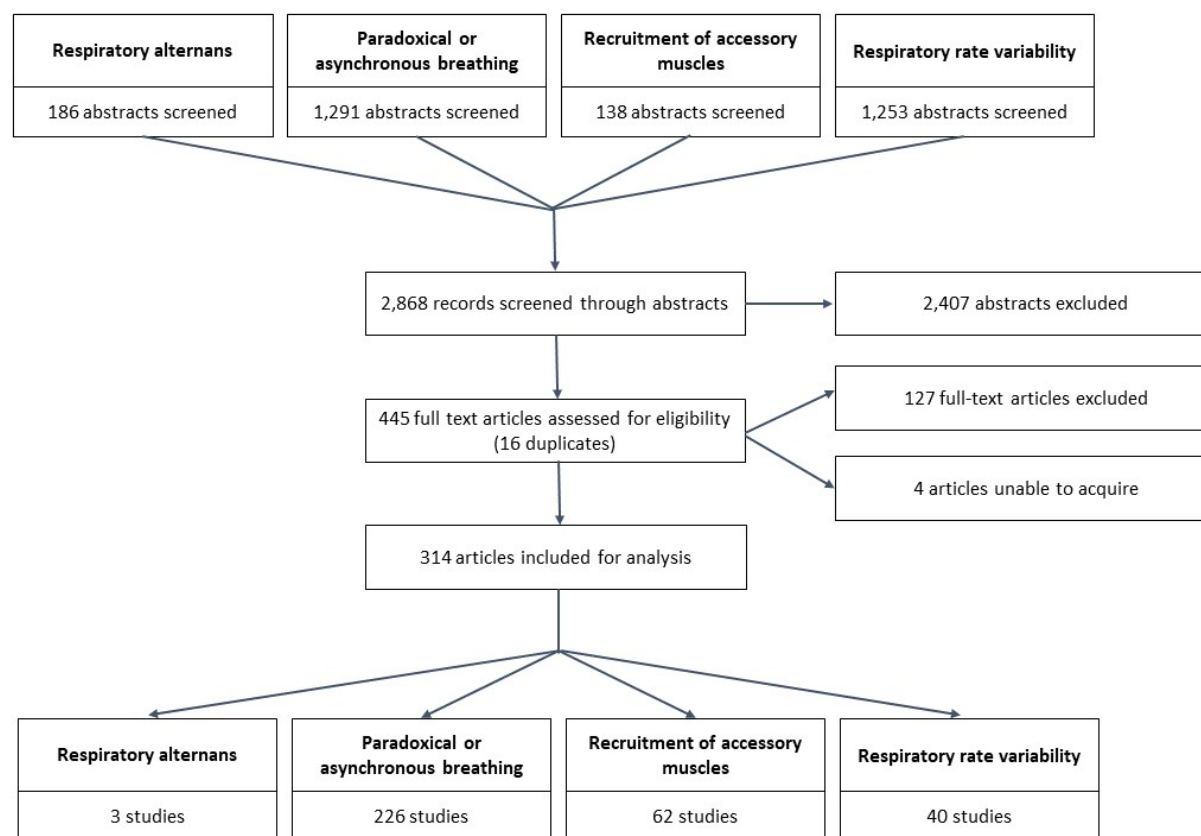 Respiratory alternans
186 abstracts screened
Paradoxical or
asynchronous breathing
1,291 abstracts screened
Recruitment of accessory
muscles
138 abstracts screened
Respiratory rate variability
1,253 abstracts screened
2,868 records screened through abstracts
2,407 abstracts excluded
445 full text articles assessed for eligibility
(16 duplicates)
127 full-text articles excluded
4 articles unable to acquire
314 articles included for analysis
Respiratory alternans
3 studies
Paradoxical or
asynchronous breathing
226 studies
Recruitment of accessory
muscles
62 studies
Respiratory rate variability
40 studies